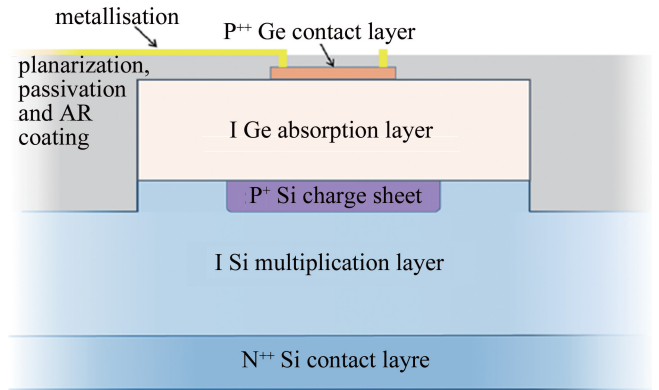 metallisation
P++ Ge contact layer
planarization,
passivation
and AR
coating
I Ge absorption layer
P+ Si charge sheet
I Si multiplication layer
N++ Si contact layre